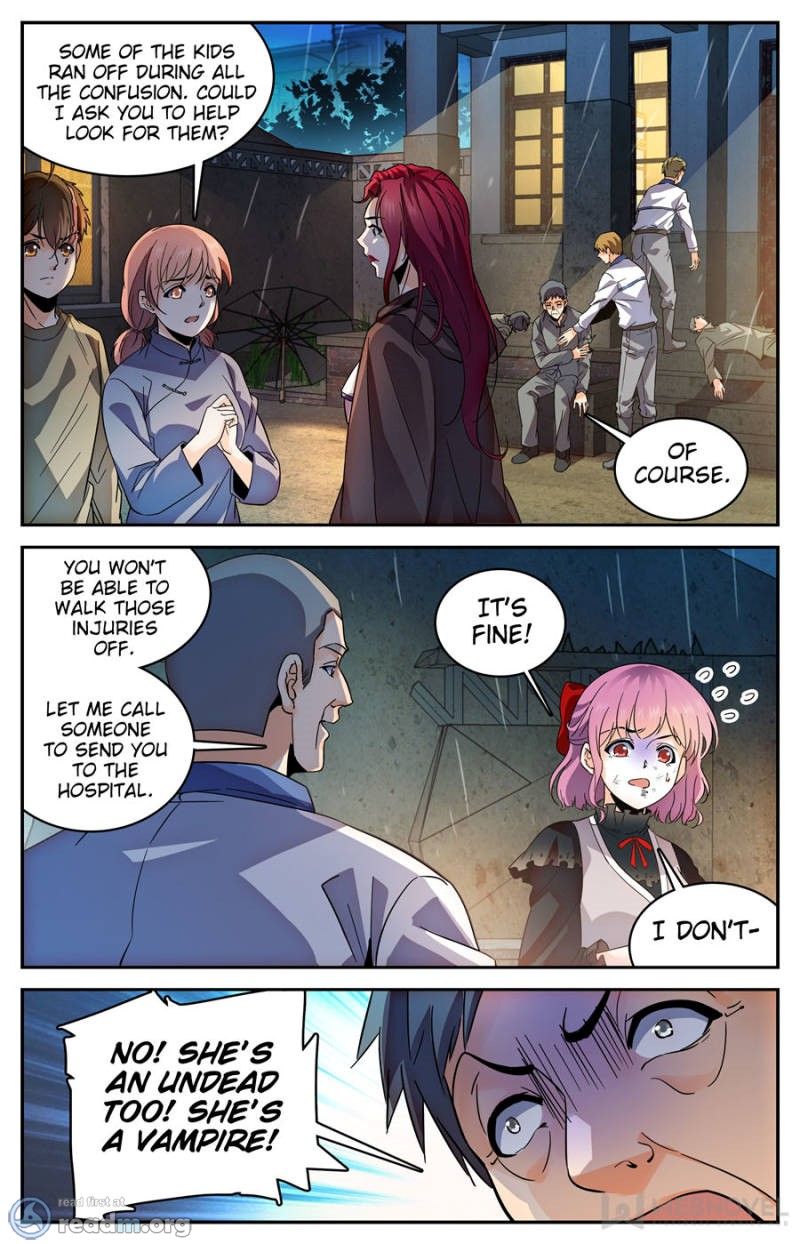 SOME OF THE KIDS
RAN OFF DURING ALL
THE CONFUSION. COULD
I ASK YOU TO HELP
LOOK FOR THEM?
OF
COURSE.
YOU WON'T
BE ABLE TO
WALK THOSE
INJURIES
OFF.
LET ME CALL
SOMEONE
TO SEND YOU
TO THE
HOSPITAL.
IT'S
FINE!
I DON'T-
NO! SHE'S
AN UNDEAD
TOO! SHE'S
A VAMPIRE!
read first at
readm.org
WEBNOVEL